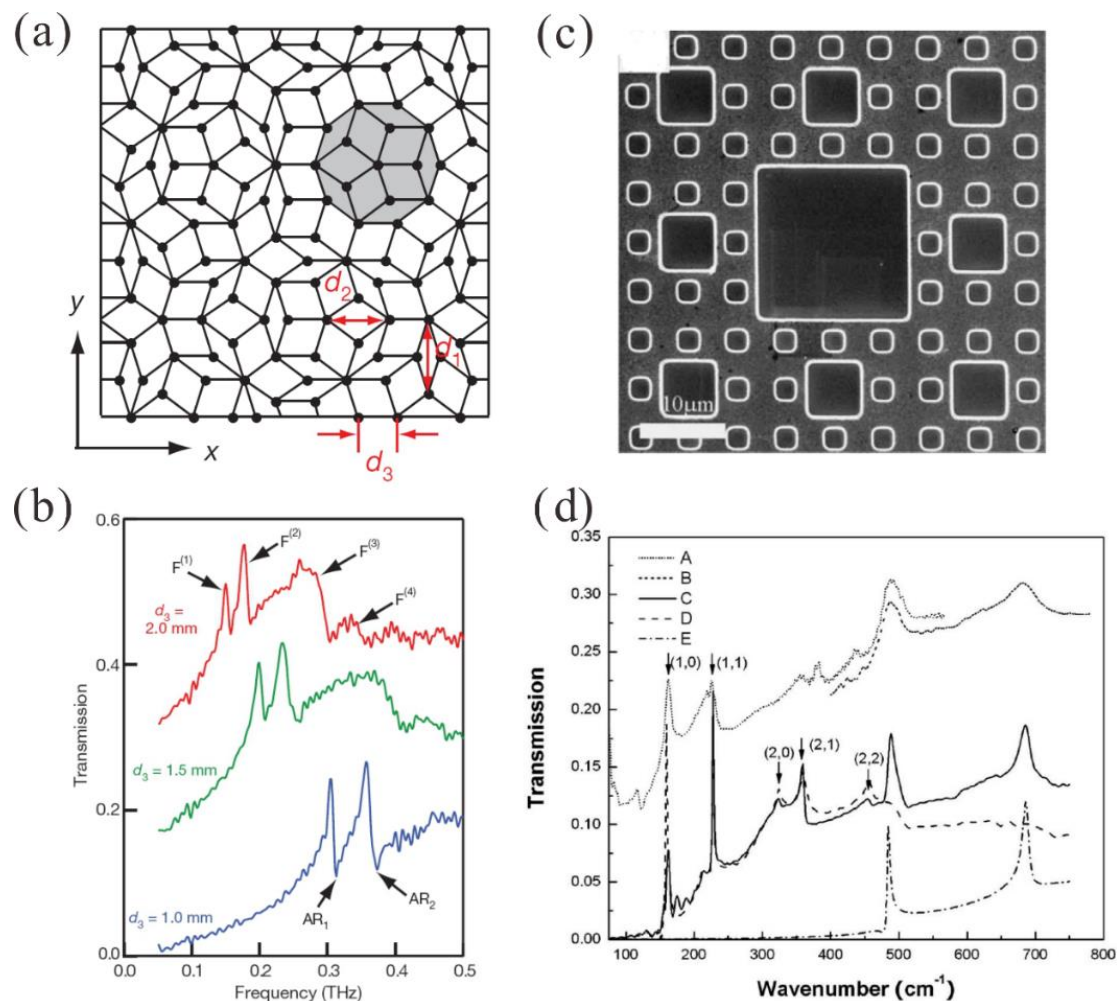 (a)
d2
d1
d3
y
x
(c)
10μm
(b)
0.6
0.4
0.2
0.0
Transmission
F(1)
F(2)
F(3)
F(4)
d3 =
2.0 mm
d3 = 1.5 mm
d3 = 1.0 mm
AR1
AR2
0.0 0.1 0.2 0.3 0.4 0.5
Frequency (THz)
(d)
0.35
0.30
0.25
0.20
0.15
0.10
0.05
0.00
Transmission
A
B
C
D
E
(1,0)
(1,1)
(2,0)
(2,1)
(2,2)
100 200 300 400 500 600 700 800
Wavenumber (cm-1)